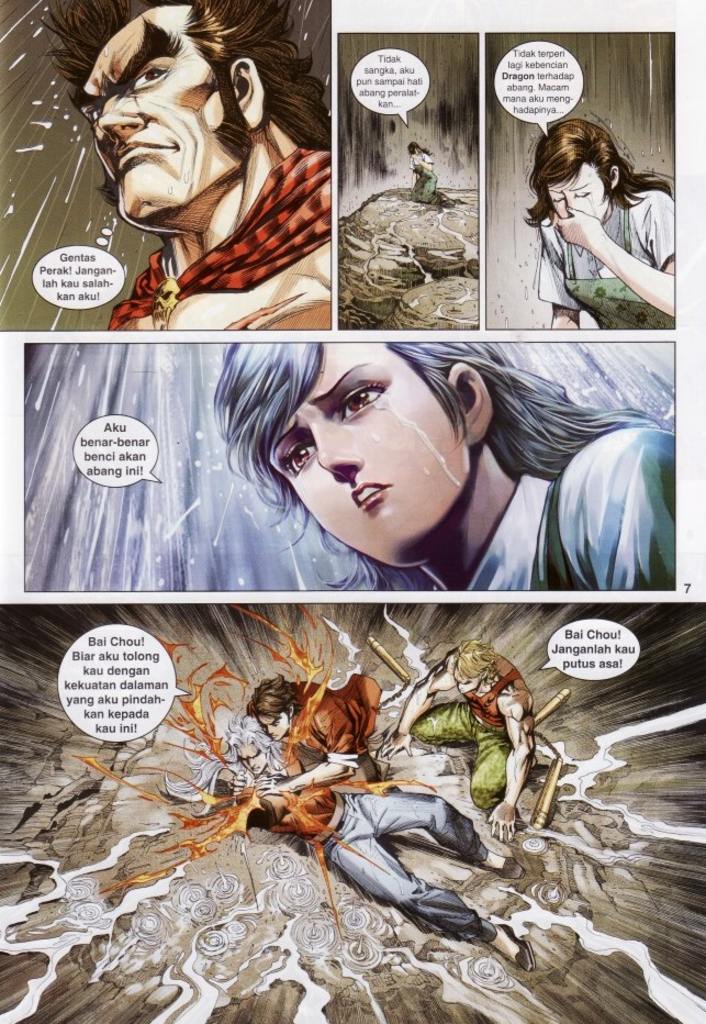 Gentas
Perak! Jangan-
lah kau salah-
kan aku!
Tidak
sangka, aku
pun sampai hati
abang peralat-
kan...
Tidak terperi
lagi kebencian
Dragon terhadap
abang. Macam
mana aku meng-
hadapinya...
Aku
benar-benar
benci akan
abang ini!
7
Bai Chou!
Biar aku tolong
kau dengan
kekuatan dalaman
yang aku pindah-
kan kepada
kau ini!
Bai Chou!
Janganlah kau
putus asa!